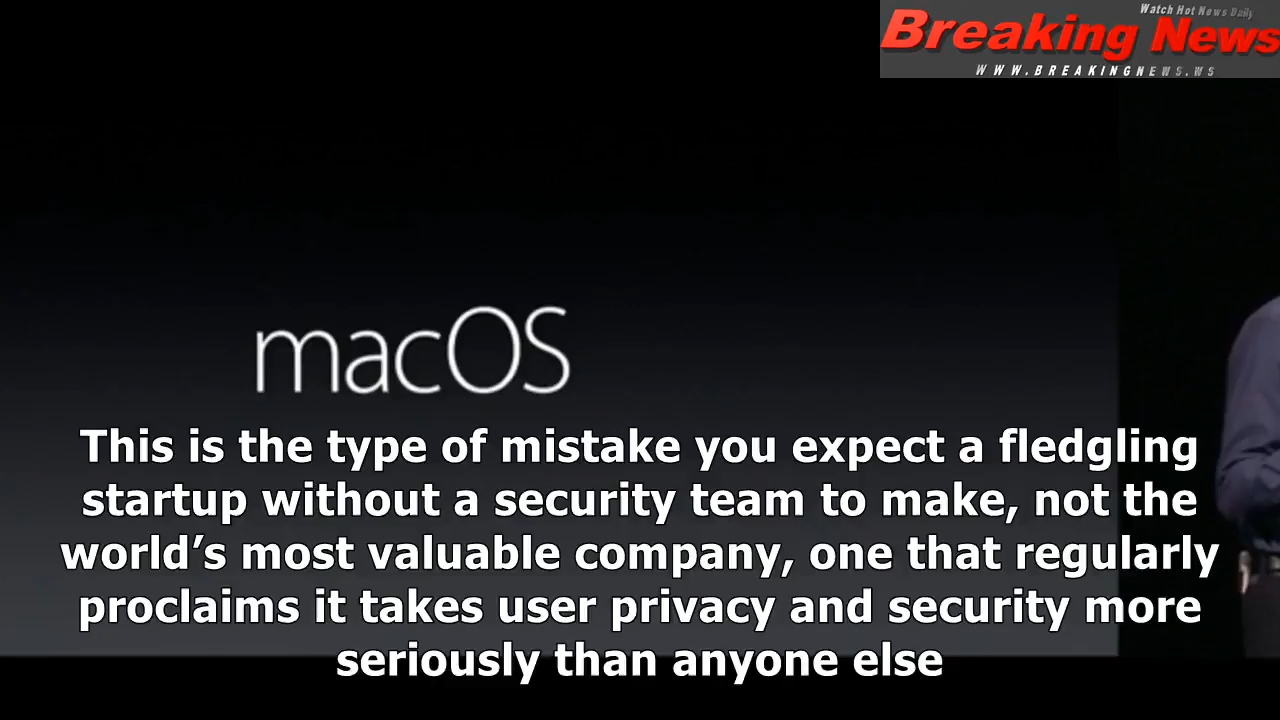 Watch Hot News Daily
Breaking News
WWW.BREAKINGNEWS.WS
macOS
This is the type of mistake you expect a fledgling
startup without a security team to make, not the
world’s most valuable company, one that regularly
proclaims it takes user privacy and security more
seriously than anyone else